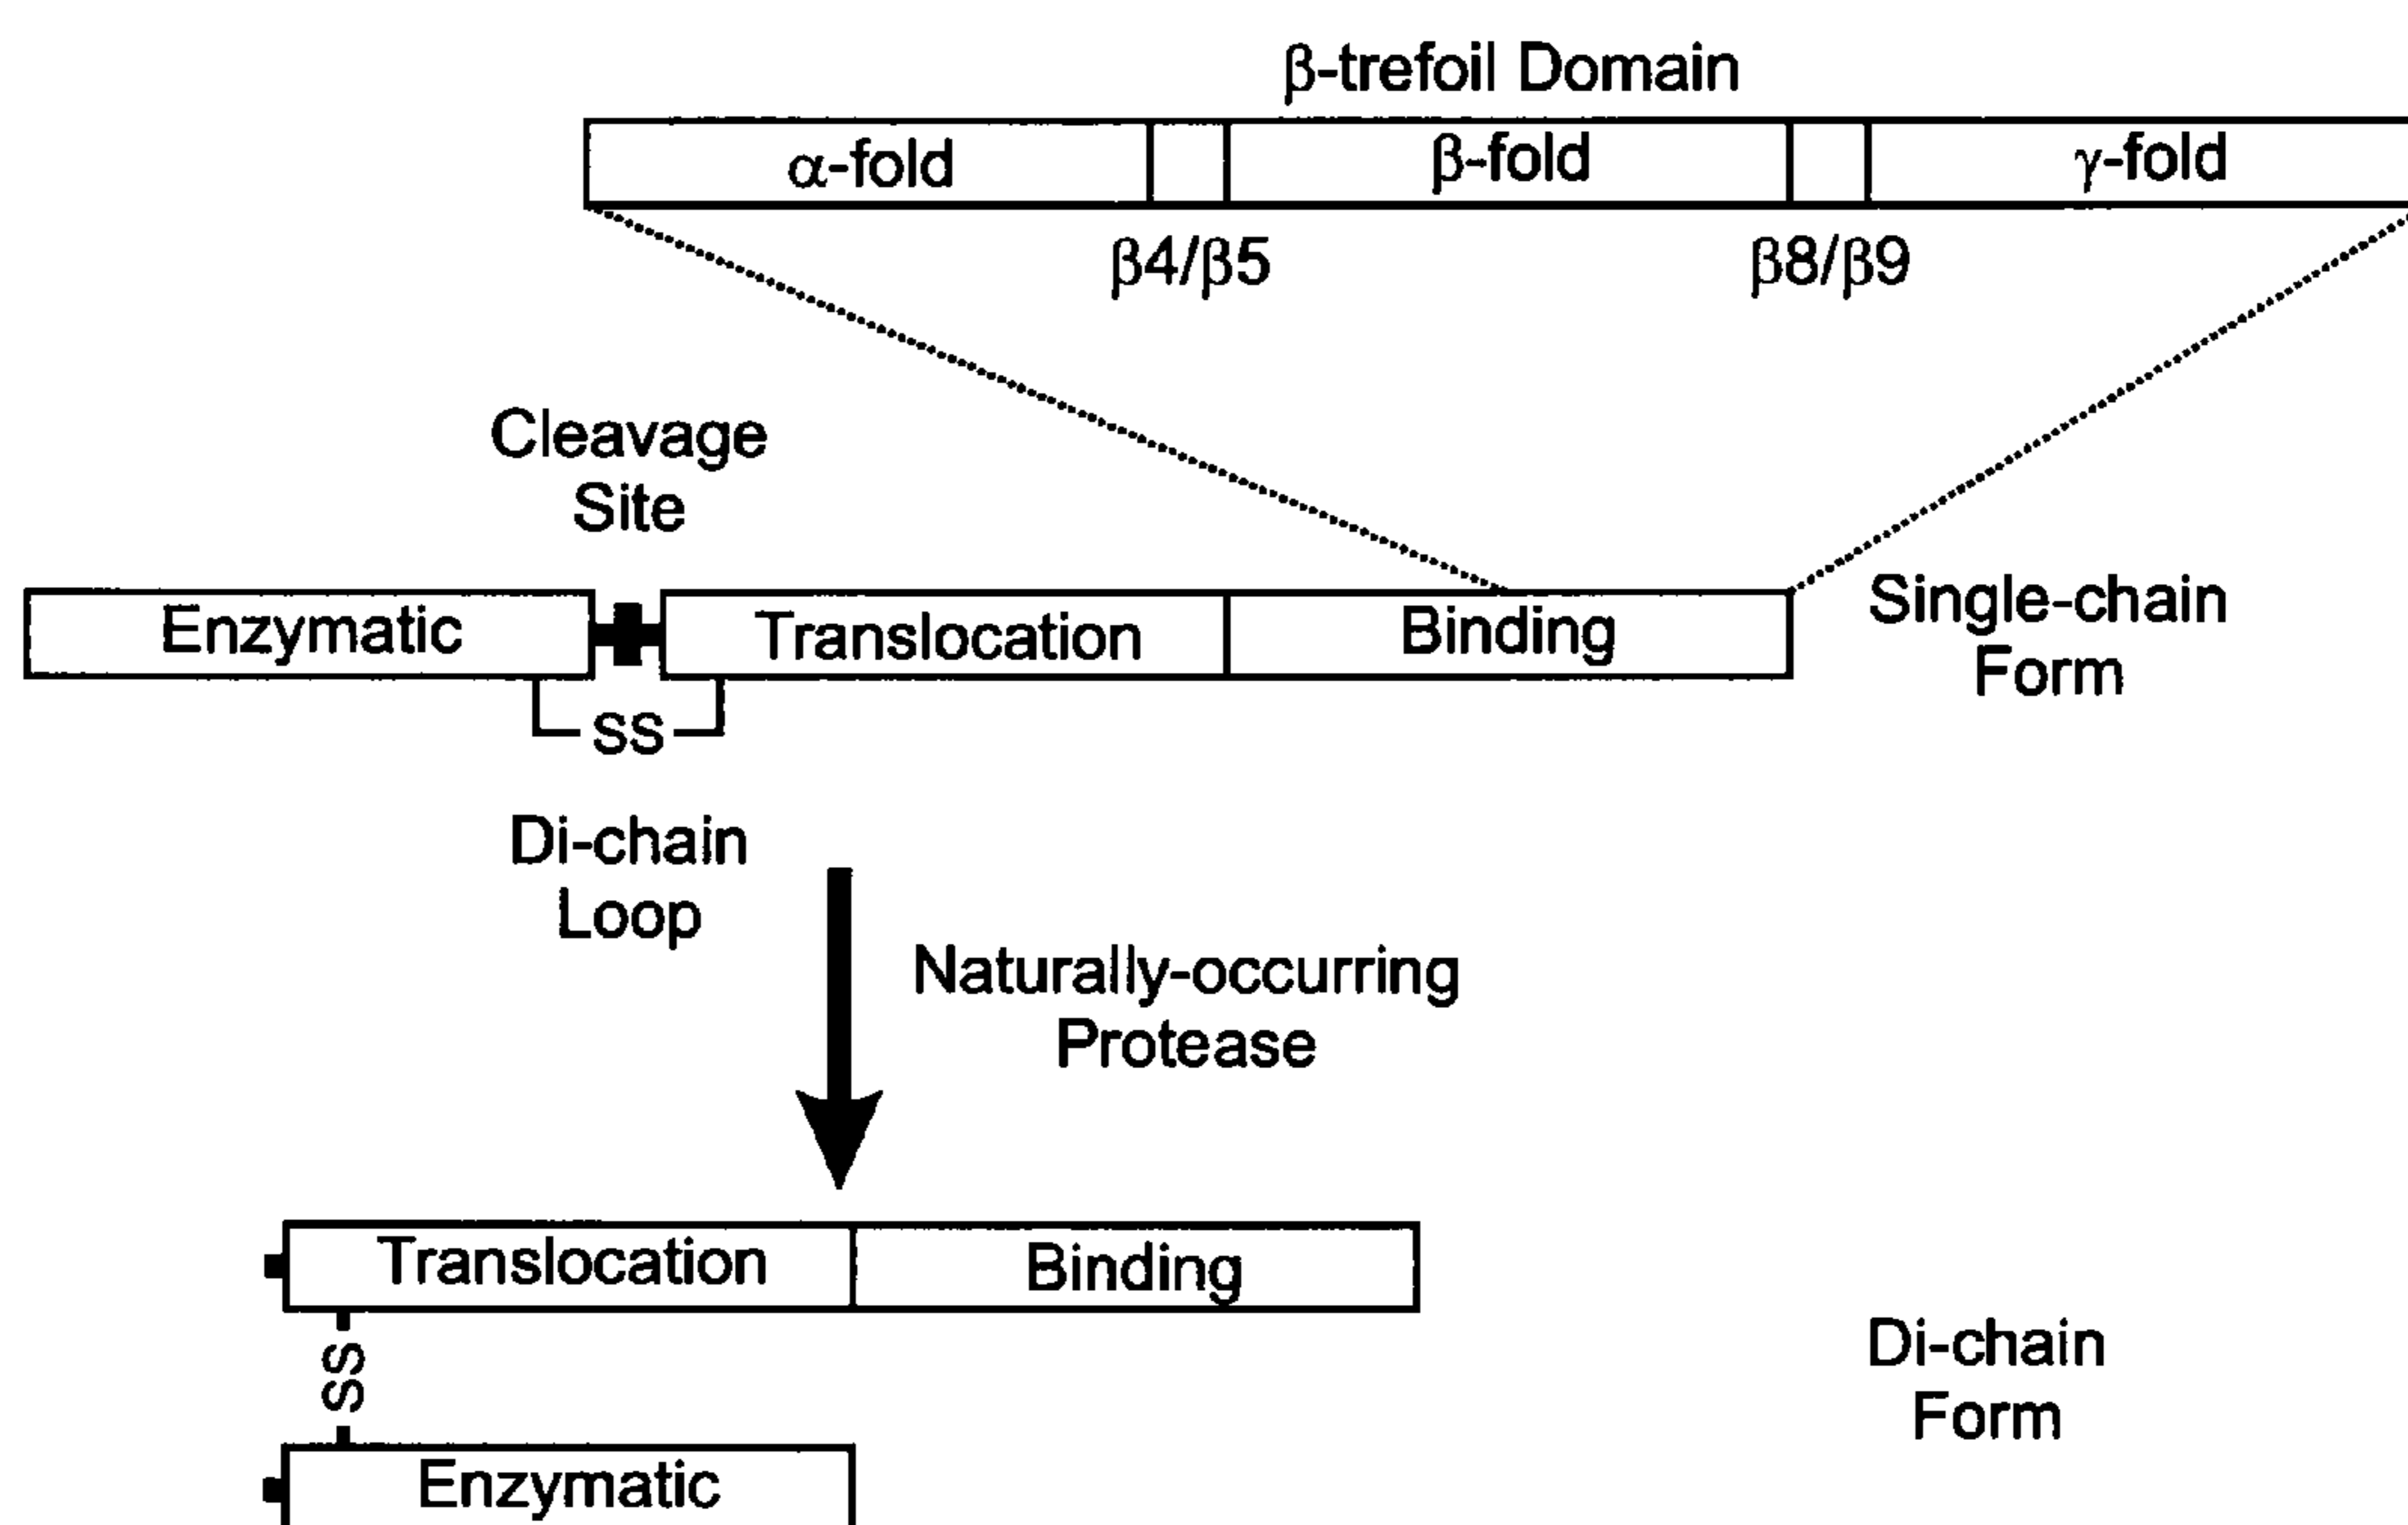 β-trefoil Domain
α-fold β-fold γ-fold
β4/β5 β8/β9
Cleavage
Site
Enzymatic Translocation Binding
Single-chain
Form
SS
Di-chain
Loop
Naturally-occurring
Protease
Translocation Binding
SS
Di-chain
Form
Enzymatic